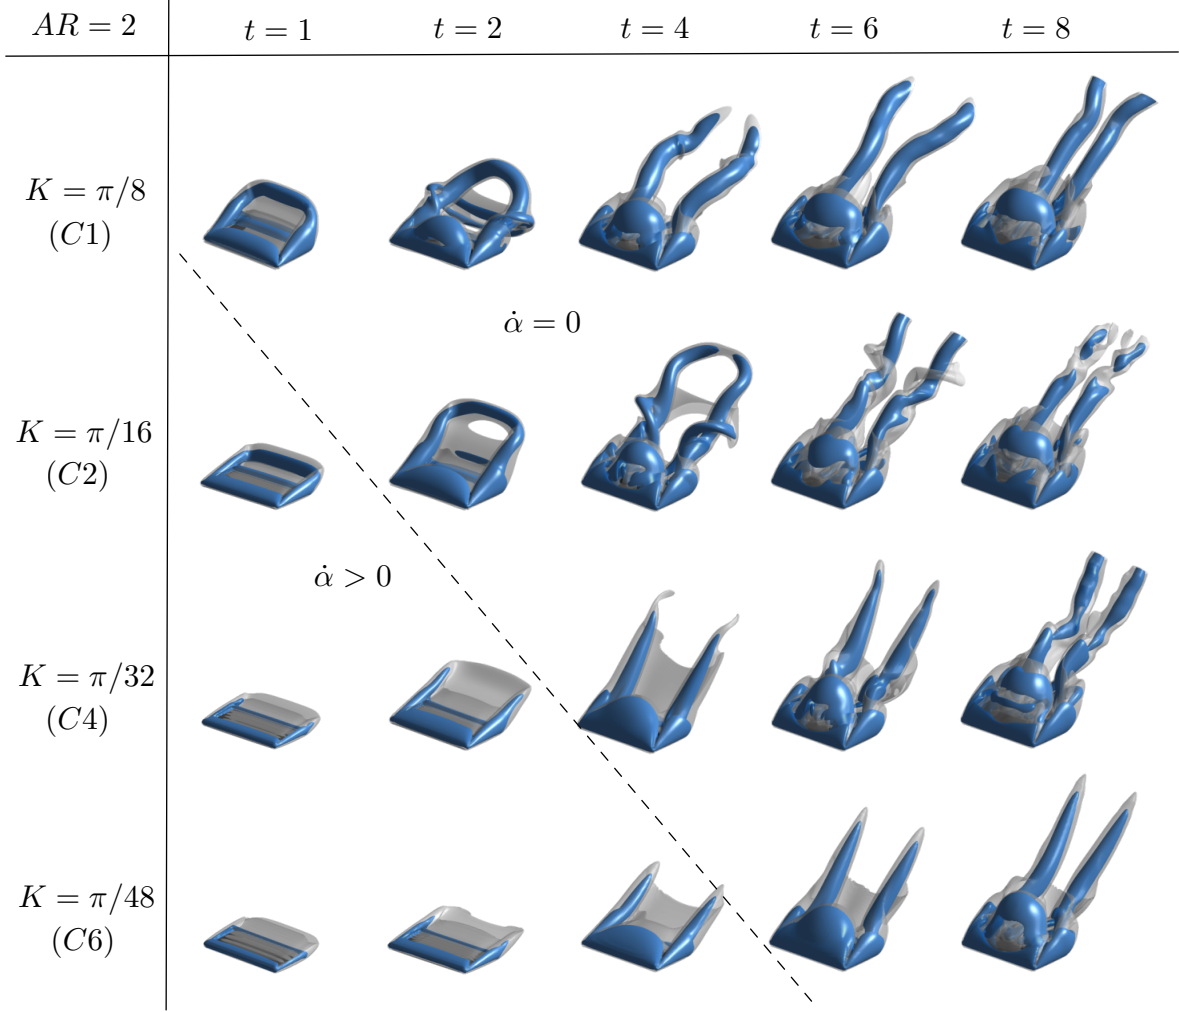 AR = 2
t = 1
t = 2
t = 4
t = 6
t = 8
K = π/8
(C1)
α̇ = 0
K = π/16
(C2)
α̇ > 0
K = π/32
(C4)
K = π/48
(C6)